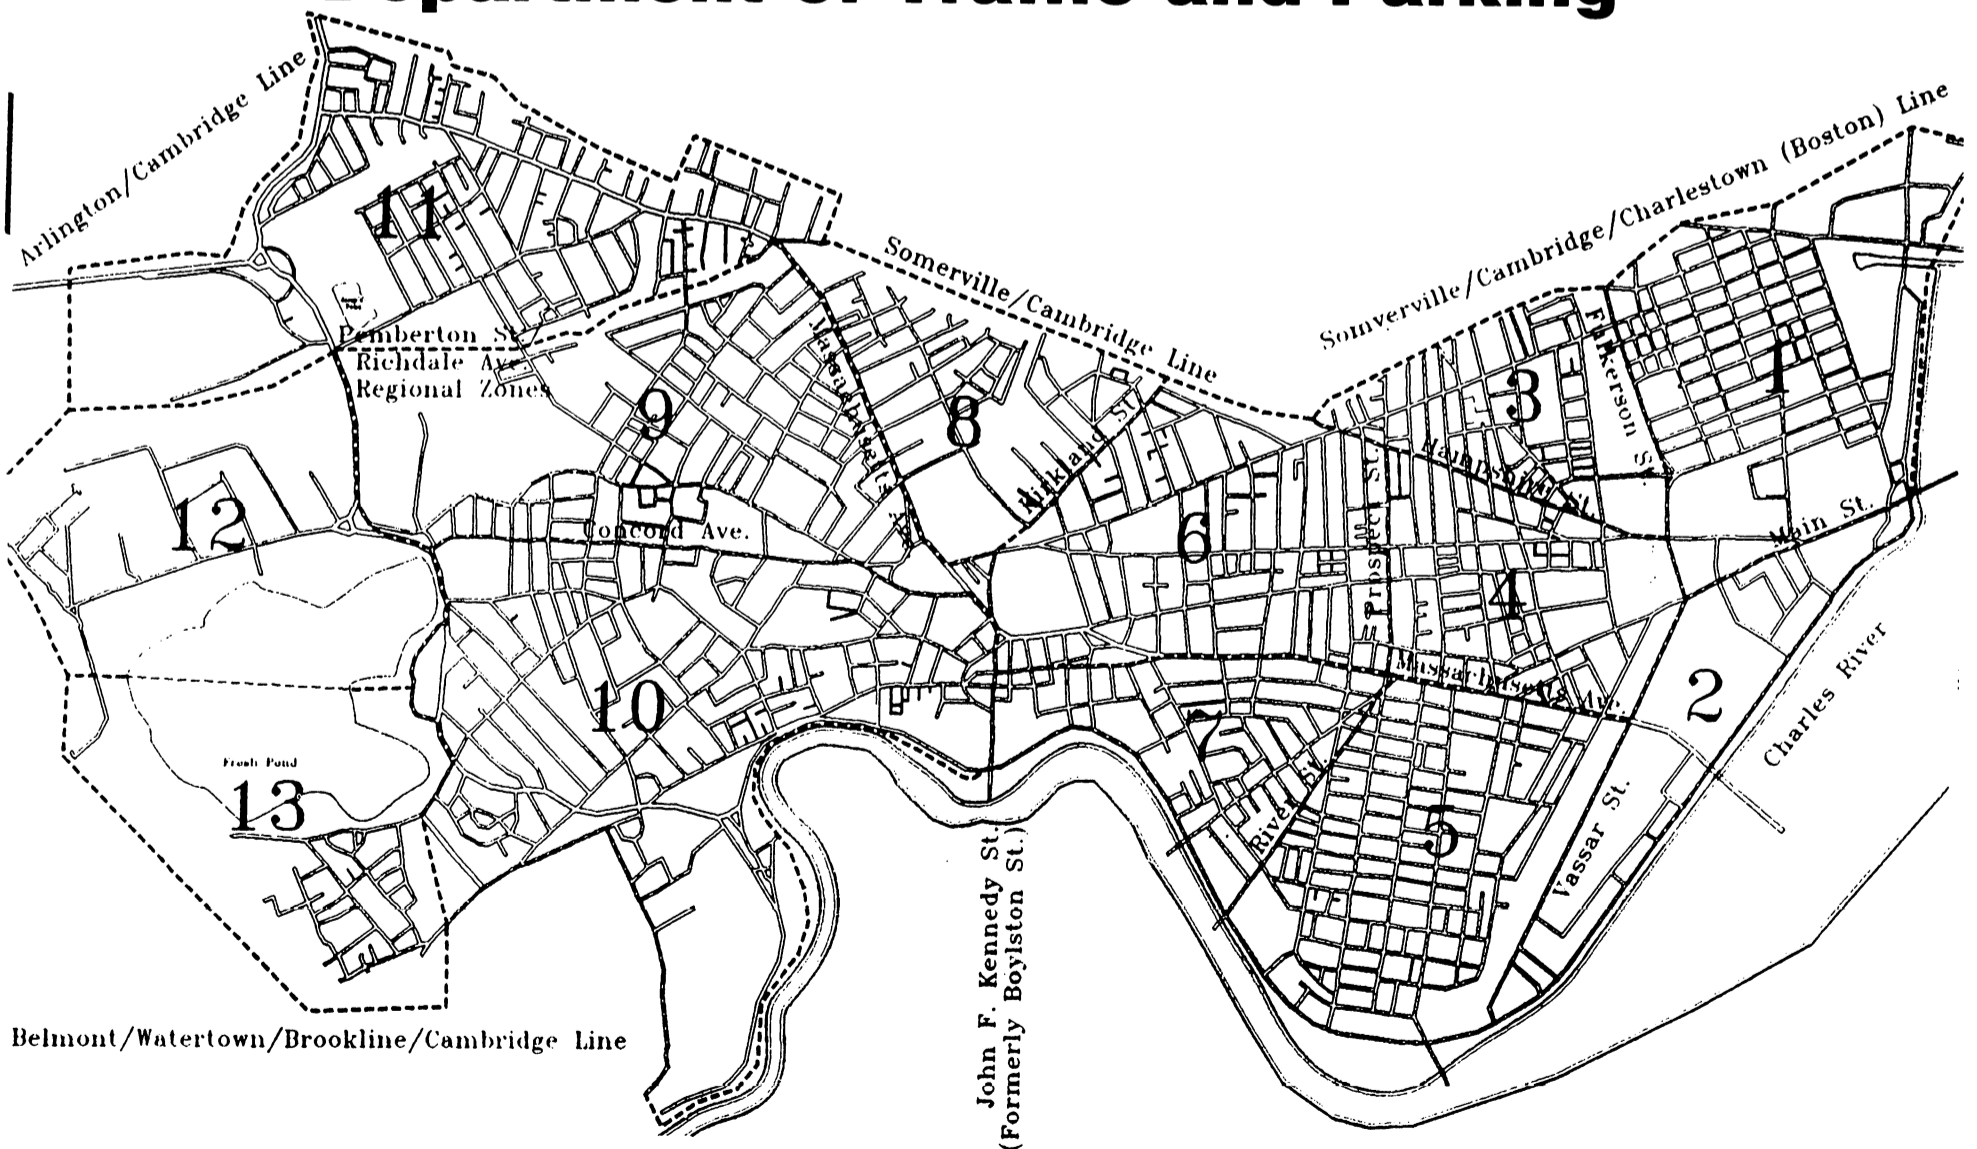 Department of Traffic and Parking
Arlington/Cambridge Line
Somerville/Cambridge Line
Somverville/Cambridge/Charlestown (Boston) Line
11
Pemberton St.
Richdale Ave.
Regional Zones
Massachusetts
9
8
Kirkland St.
3
Fulkerson St.
1
Hampshire St.
12
Concord Ave.
6
Prospect St.
4
Main St.
Massachusetts Ave.
2
Charles River
10
7
Fresh Pond
13
River St.
5
Vassar St.
John F. Kennedy St.
(Formerly Boylston St.)
Belmont/Watertown/Brookline/Cambridge Line